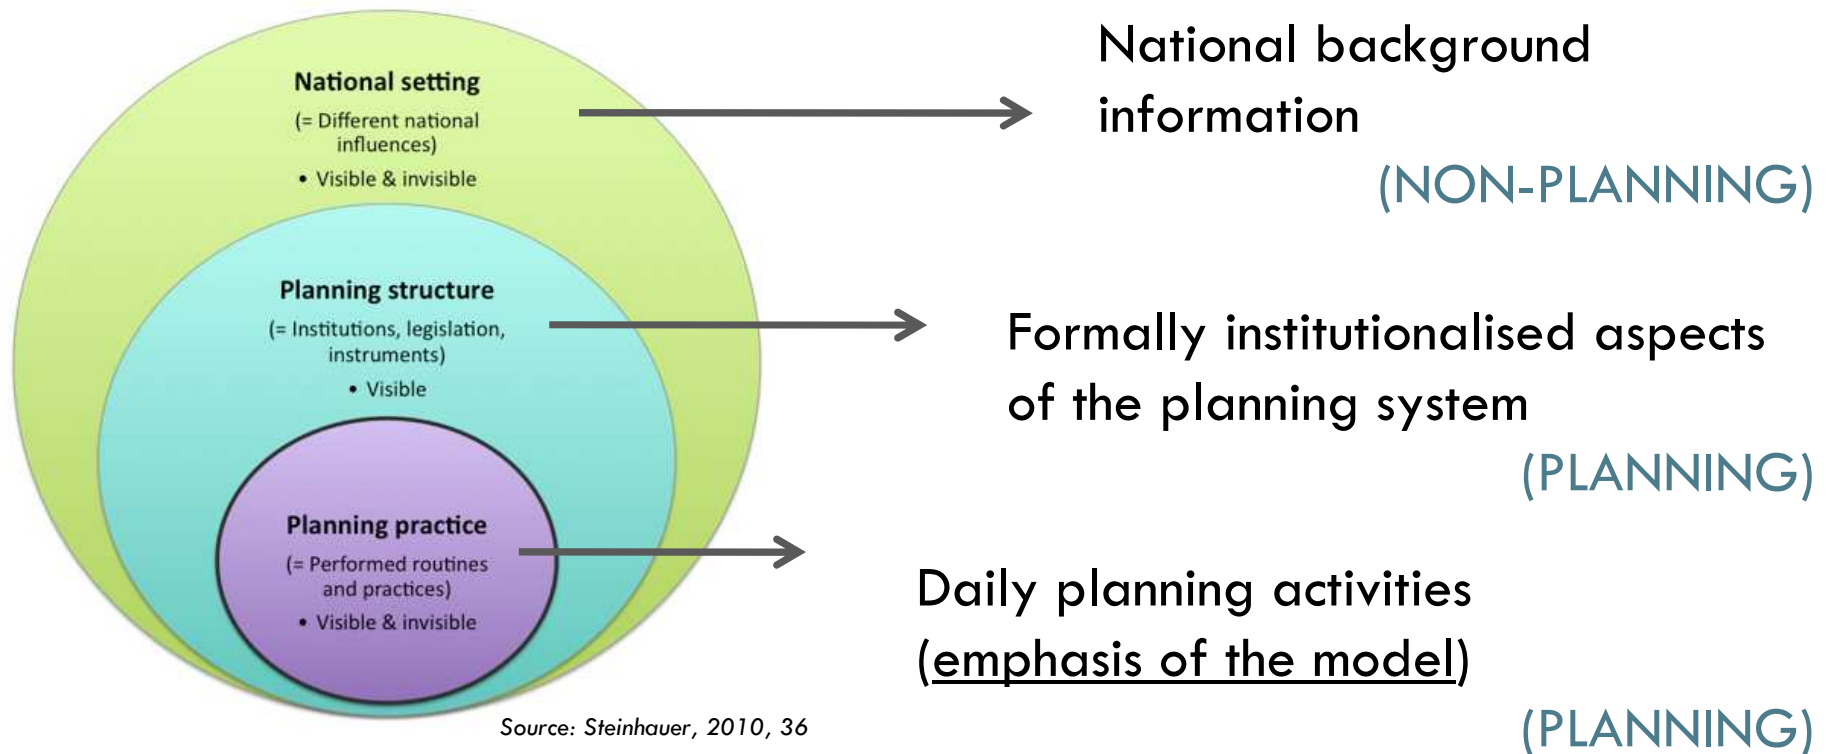 National setting
(= Different national
influences)
• Visible & invisible
National background
information
(NON-PLANNING)
Planning structure
(= Institutions, legislation,
instruments)
• Visible
Formally institutionalised aspects
of the planning system
(PLANNING)
Planning practice
(= Performed routines
and practices)
• Visible & invisible
Daily planning activities
(emphasis of the model)
(PLANNING)
Source: Steinhauer, 2010, 36